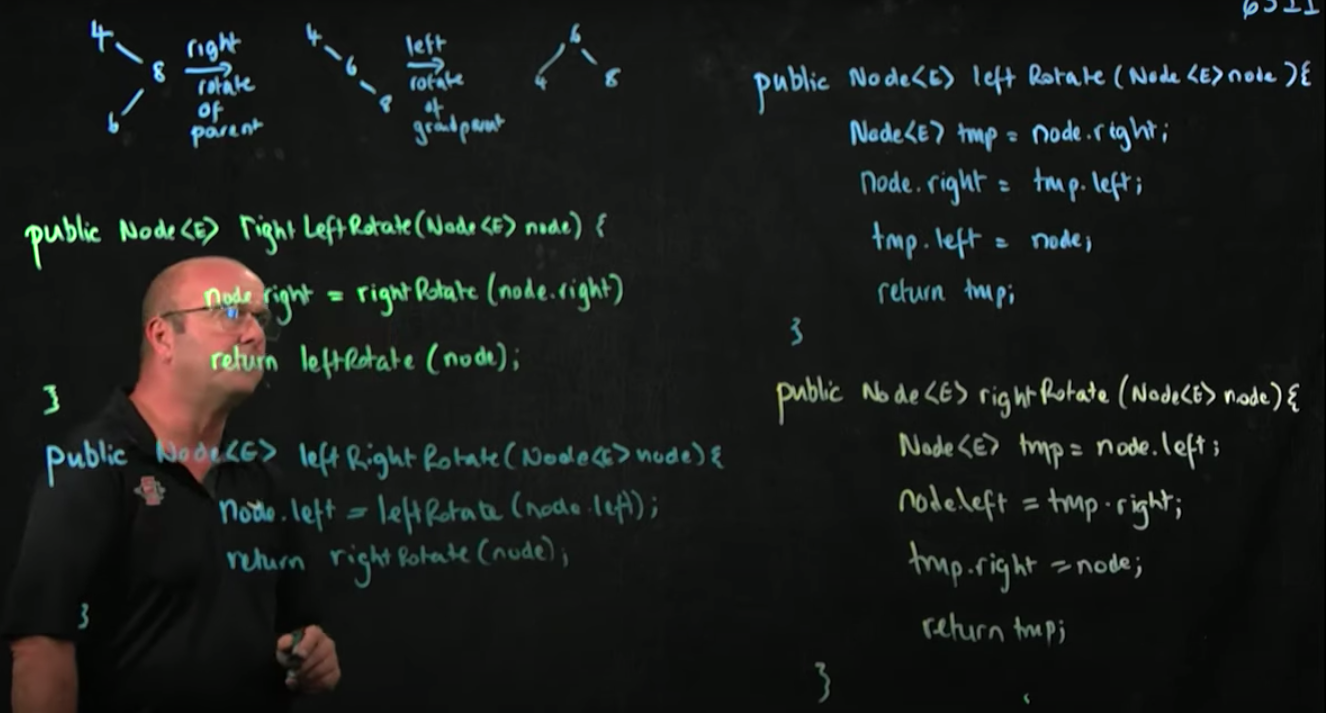 4
8
6
right
rotate
of
parent
4
6
8
left
rotate
of
grandparent
6
4 8
public Node<E> rightLeftRotate(Node<E> node) {
node.right = rightRotate (node.right)
return leftRotate (node);
}
public Node<E> leftRightRotate(Node<E> node) {
node.left = leftRotate (node.left);
return rightRotate (node);
}
public Node<E> leftRotate (Node<E> node) {
Node<E> tmp = node.right;
node.right = tmp.left;
tmp.left = node;
return tmp;
}
public Node<E> rightRotate (Node<E> node) {
Node<E> tmp = node.left;
node.left = tmp.right;
tmp.right = node;
return tmp;
}